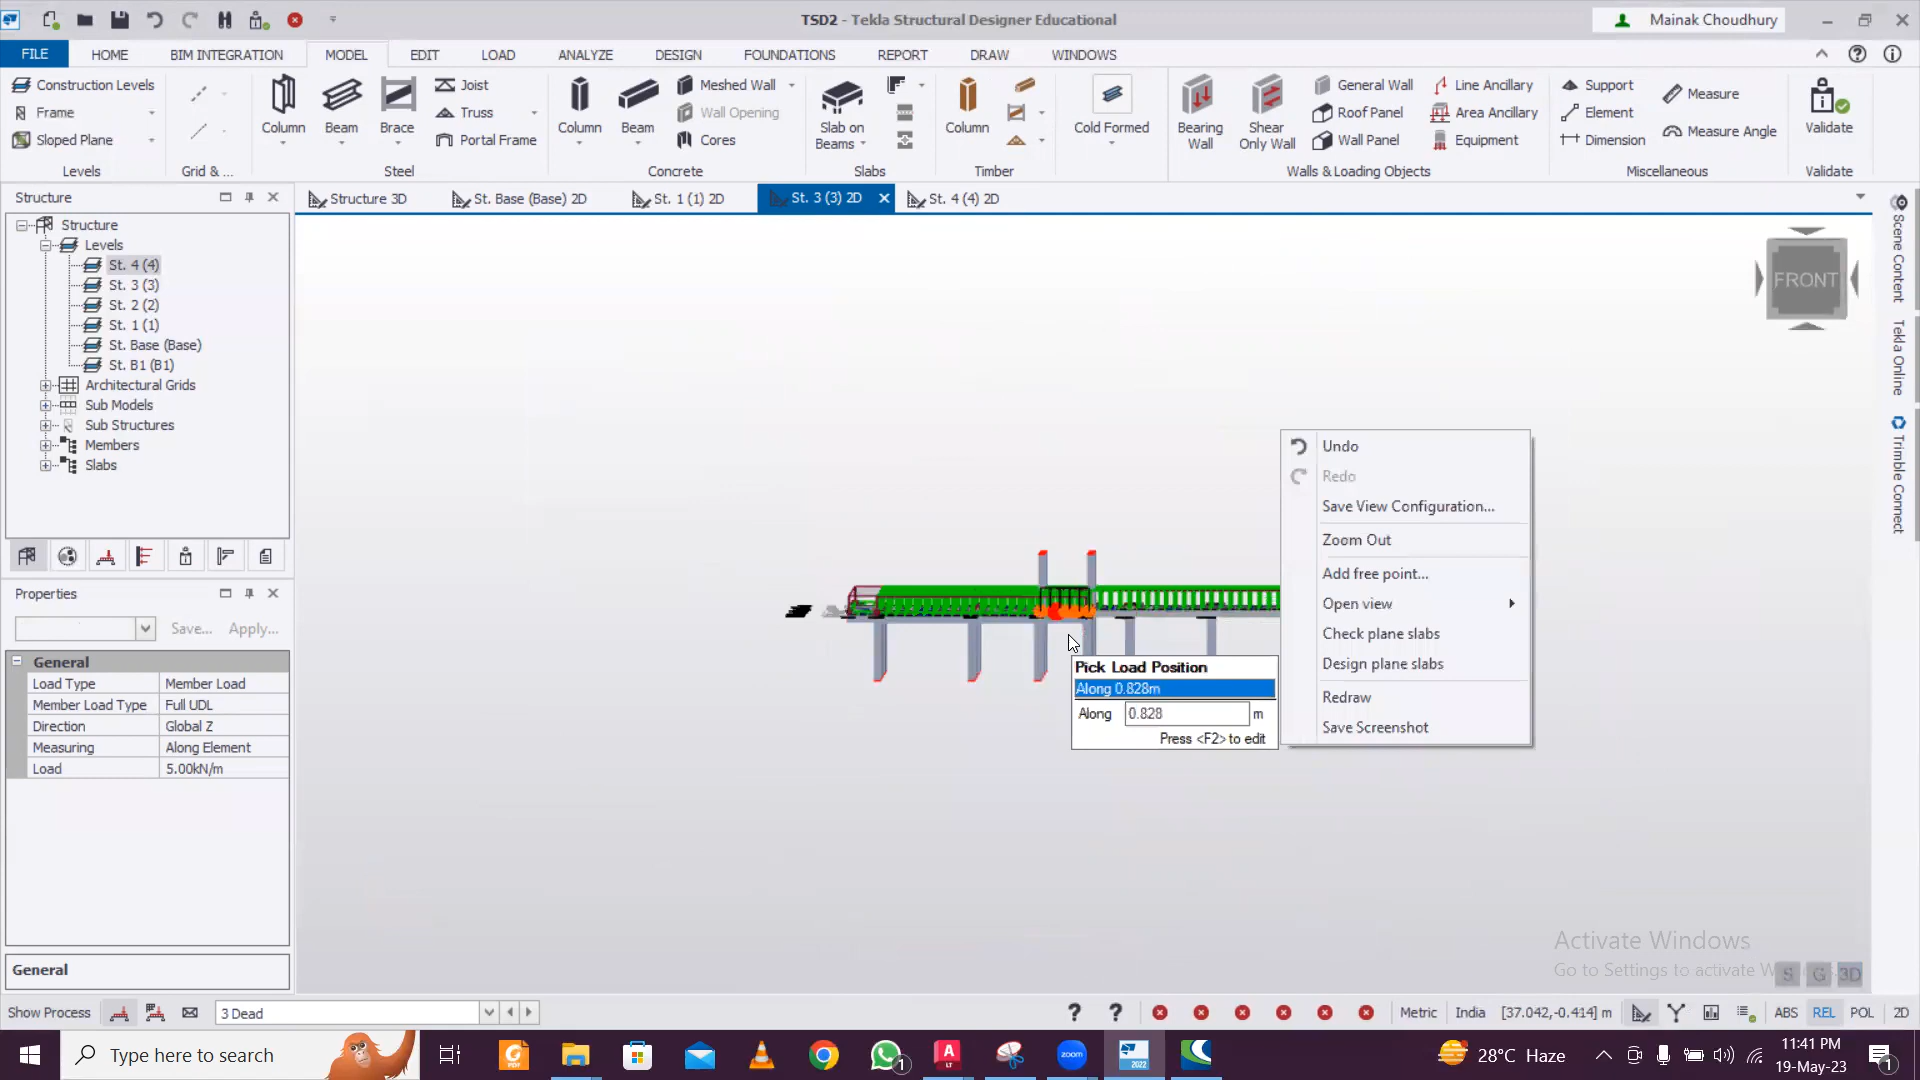 TSD2 - Tekla Structural Designer Educational
Mainak Choudhury
FILE HOME BIM INTEGRATION MODEL EDIT LOAD ANALYZE DESIGN FOUNDATIONS REPORT DRAW WINDOWS
Construction Levels
Frame
Sloped Plane
Levels
Grid & ...
Column
Beam
Brace
Joist
Truss
Portal Frame
Steel
Column
Beam
Meshed Wall
Wall Opening
Cores
Concrete
Slab on
Beams
Slabs
Column
Timber
Cold Formed
Bearing
Wall
Shear
Only Wall
General Wall
Roof Panel
Wall Panel
Line Ancillary
Area Ancillary
Equipment
Walls & Loading Objects
Support
Element
Dimension
Measure
Measure Angle
Miscellaneous
Validate
Validate
Structure
Structure 3D
St. Base (Base) 2D
St. 1 (1) 2D
St. 3 (3) 2D
St. 4 (4) 2D
Structure
Levels
St. 4 (4)
St. 3 (3)
St. 2 (2)
St. 1 (1)
St. Base (Base)
St. B1 (B1)
Architectural Grids
Sub Models
Sub Structures
Members
Slabs
Properties
Save... Apply...
General
Load Type Member Load
Member Load Type Full UDL
Direction Global Z
Measuring Along Element
Load 5.00kN/m
General
FRONT
Scene Content
Tekla Online
Trimble Connect
Undo
Redo
Save View Configuration...
Zoom Out
Add free point...
Open view
Check plane slabs
Design plane slabs
Redraw
Save Screenshot
Pick Load Position
Along 0.828m
Along 0.828 m
Press <F2> to edit
Activate Windows
Go to Settings to activate W
S G 3D
Show Process
3 Dead
Metric India [37.042,-0.414] m
ABS REL POL 2D
Type here to search
PDF
1
LT
zoom
2022
28°C Haze
11:41 PM
19-May-23
1